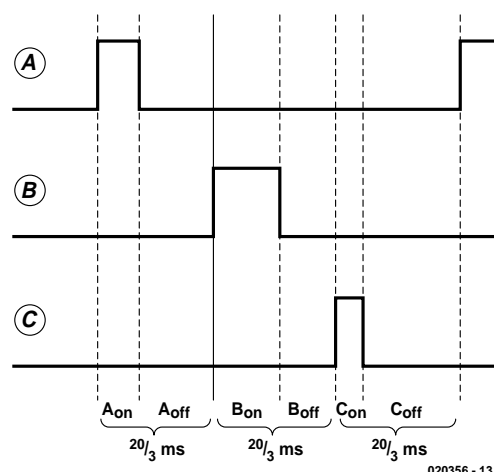 A
B
C
Aon Aoff Bon Boff Con Coff
20/3 ms 20/3 ms 20/3 ms
020356 - 13